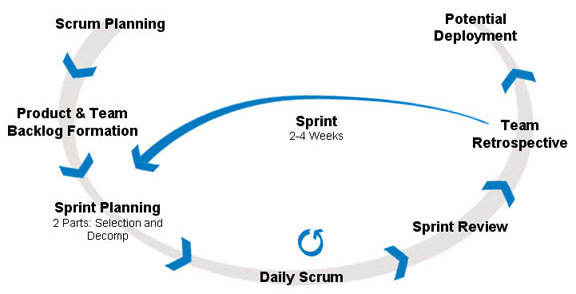 Scrum Planning
Potential
Deployment
Product & Team
Backlog Formation
Sprint
2-4 Weeks
Team
Retrospective
Sprint Planning
2 Parts: Selection and
Decomp
Sprint Review
Daily Scrum